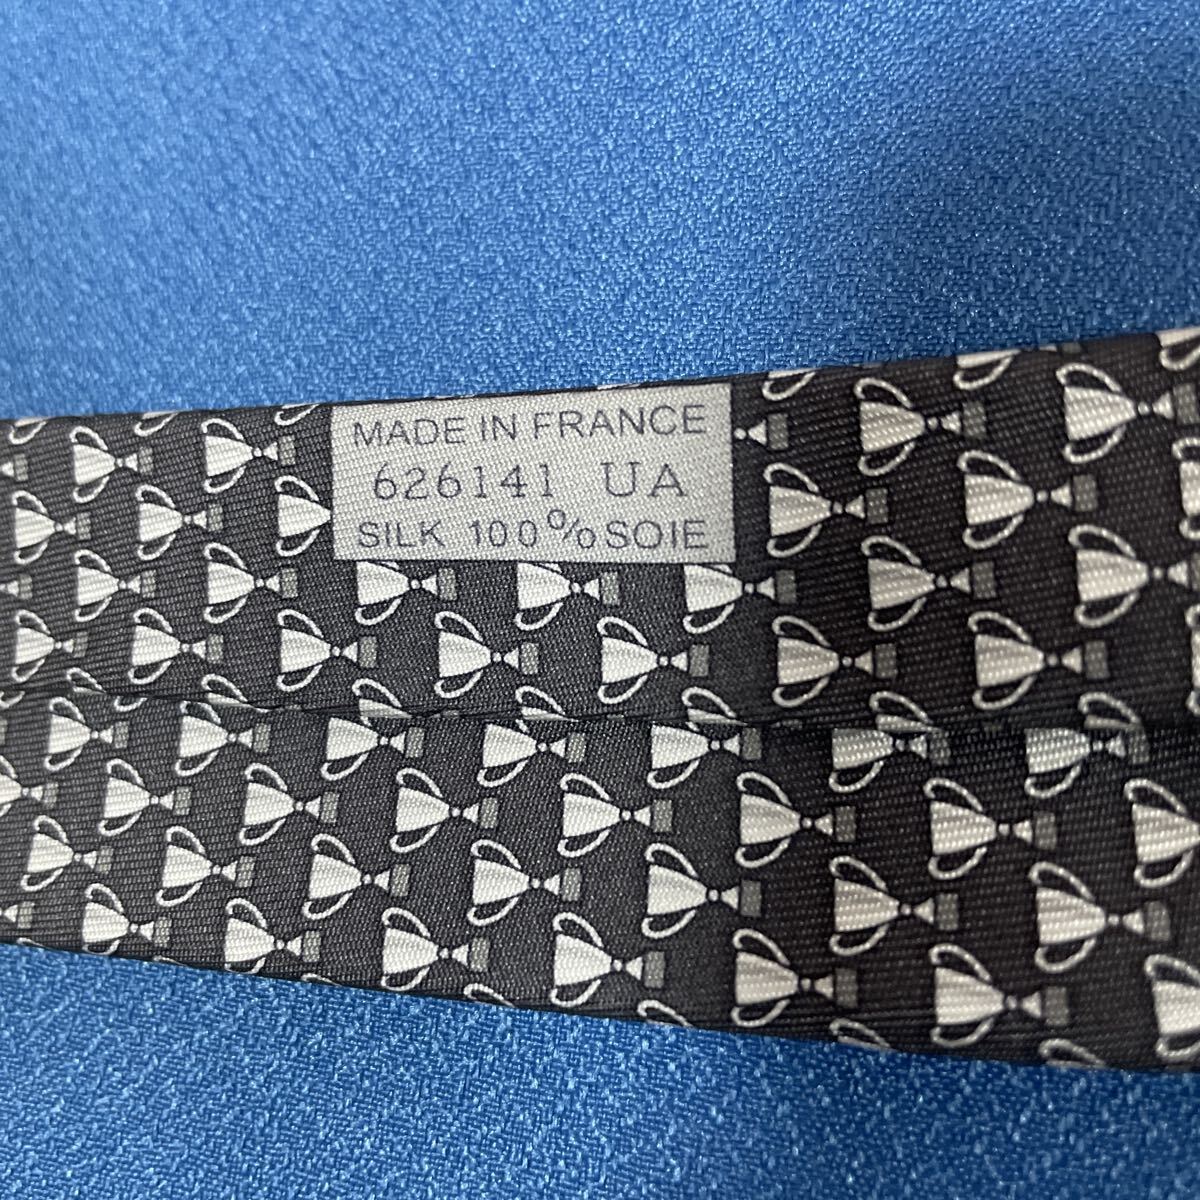 MADE IN FRANCE
626141 UA
SILK 100% SOIE